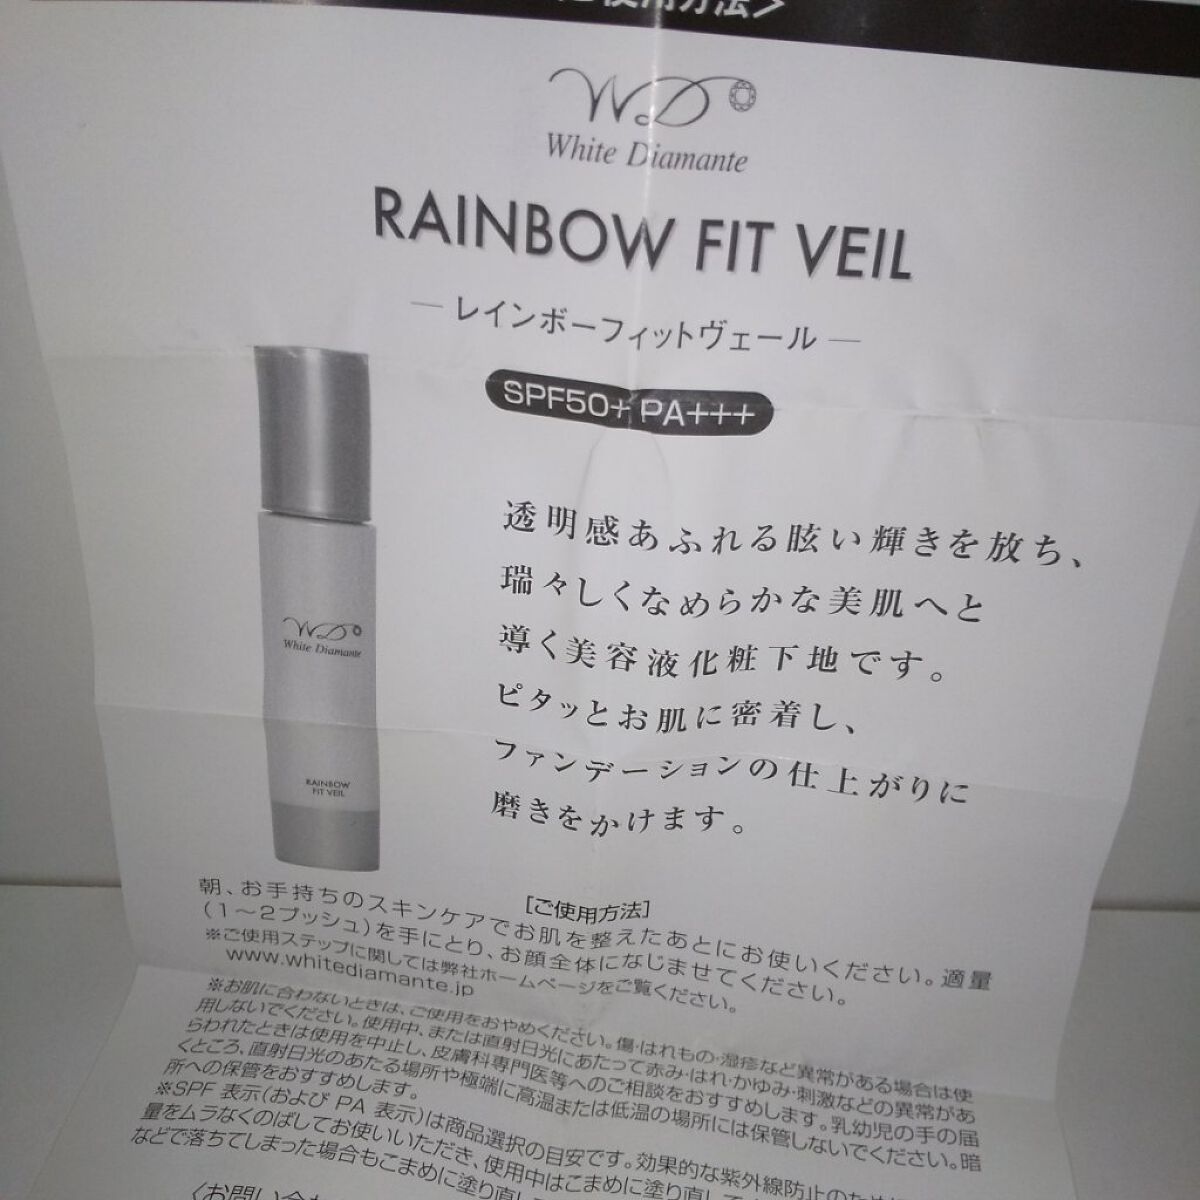 使用方法>
WD
White Diamante
RAINBOW FIT VEIL
— レインボーフィットヴェール —
SPF50+ PA+++
透明感あふれる眩い輝きを放ち、
瑞々しくなめらかな美肌へと
導く美容液化粧下地です。
ピタッとお肌に密着し、
ファンデーションの仕上がりに
磨きをかけます。
WD
White Diamante
RAINBOW
FIT VEIL
[ご使用方法]
朝、お手持ちのスキンケアでお肌を整えたあとにお使いください。適量
(1～2プッシュ)を手にとり、お顔全体になじませてください。
※ご使用ステップに関しては弊社ホームページをご覧ください。
www.whitediamante.jp
※お肌に合わないときは、ご使用をおやめください。傷・はれもの・湿疹など異常がある場合は使
用しないでください。使用中、または直射日光にあたって赤み・はれ・かゆみ・刺激などの異常があ
らわれたときは使用を中止し、皮膚科専門医等へのご相談をおすすめします。乳幼児の手の届
くところ、直射日光のあたる場所や極端に高温または低温の場所には保管しないでください。暗
所への保管をおすすめします。
※SPF 表示(および PA 表示)は商品選択の目安です。効果的な紫外線防止のため
量をムラなくのばしてお使いいただき、使用中はこまめに塗り直して
などで落ちてしまった場合もこまめに塗り直し
〈お問い合わ